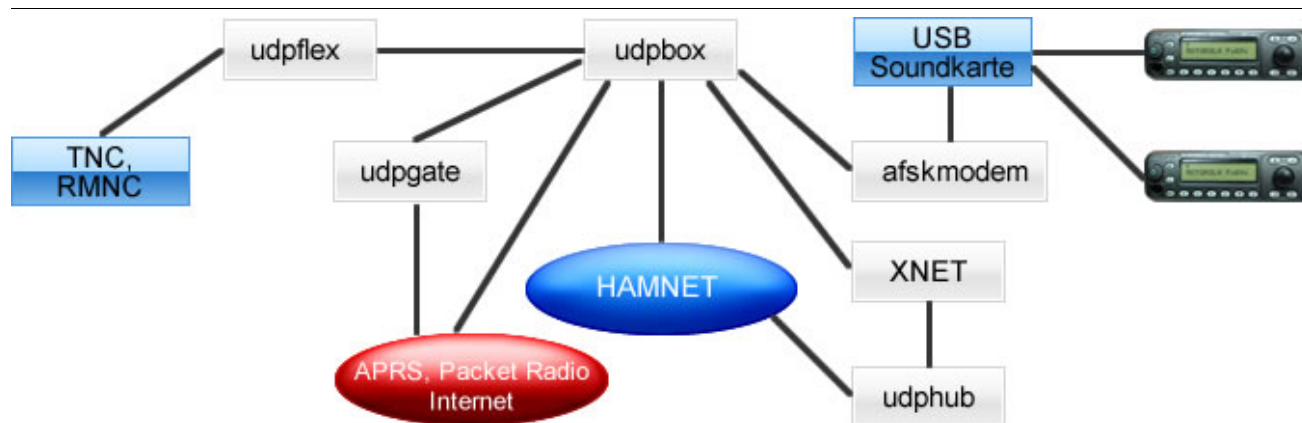 udpflex
udpbox
USB
Soundkarte
TNC,
RMNC
udpgate
afskmodem
HAMNET
XNET
APRS, Packet Radio
Internet
udphub